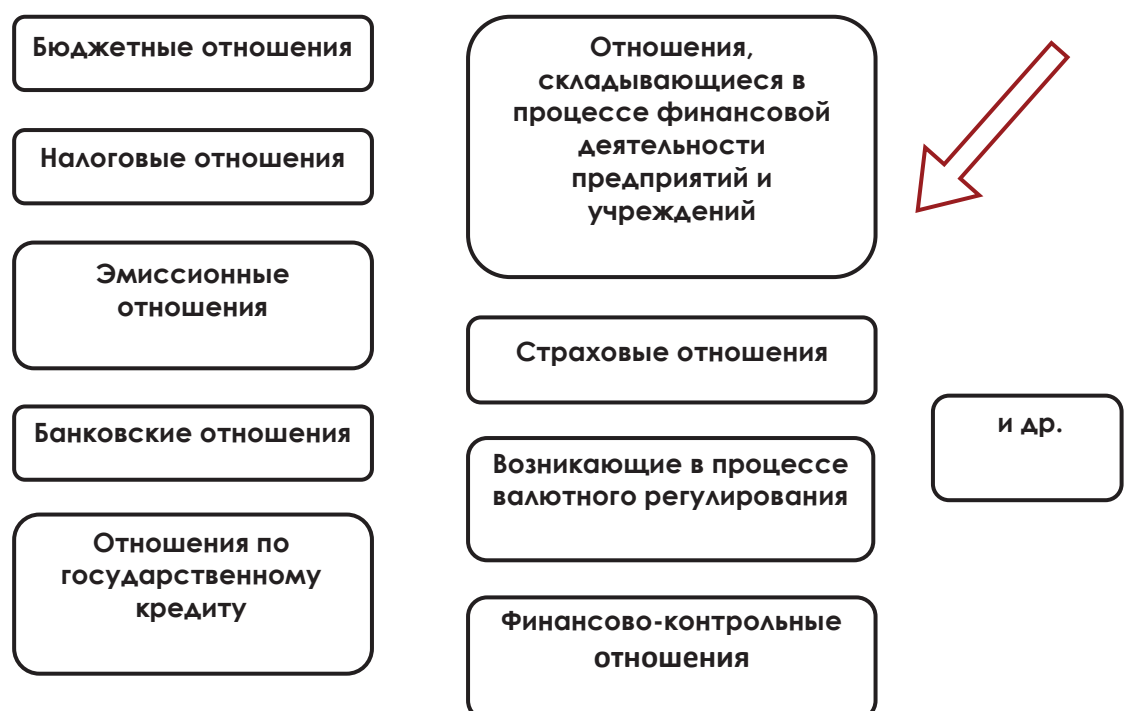 Бюджетные отношения
Налоговые отношения
Эмиссионные
отношения
Банковские отношения
Отношения по
государственному
кредиту
Отношения,
складывающиеся в
процессе финансовой
деятельности
предприятий и
учреждений
Страховые отношения
Возникающие в процессе
валютного регулирования
Финансово-контрольные
отношения
и др.